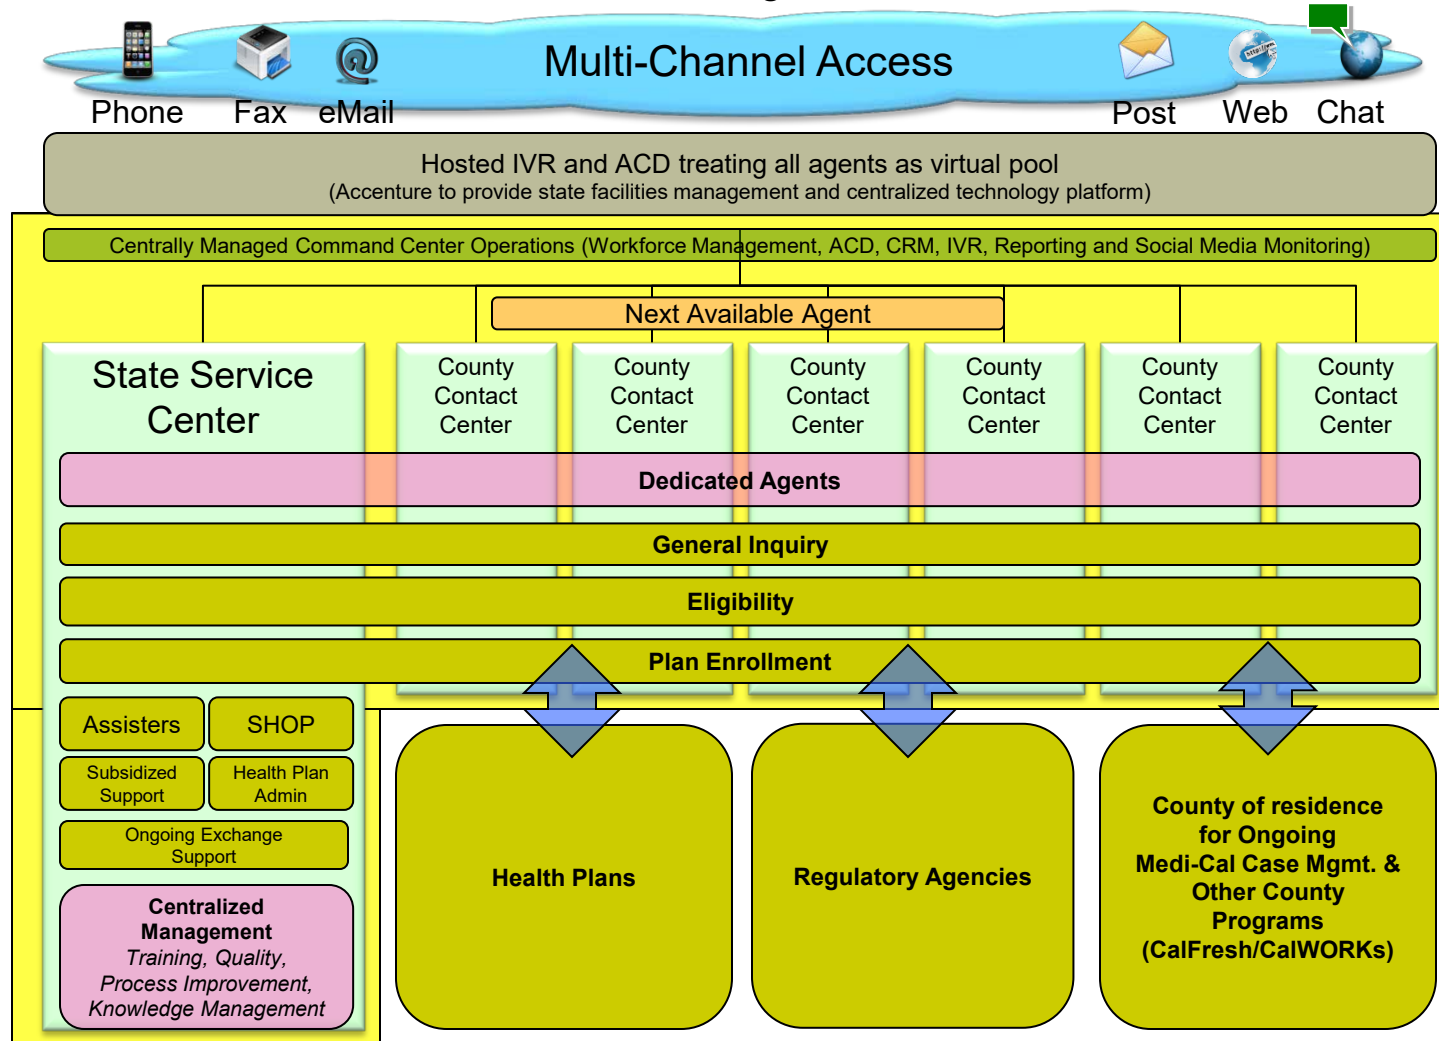 Multi-Channel Access
Phone
Fax
eMail
Post
Web
Chat
Hosted IVR and ACD treating all agents as virtual pool
(Accenture to provide state facilities management and centralized technology platform)
Centrally Managed Command Center Operations (Workforce Management, ACD, CRM, IVR, Reporting and Social Media Monitoring)
Next Available Agent
State Service
Center
County
Contact
Center
County
Contact
Center
County
Contact
Center
County
Contact
Center
County
Contact
Center
County
Contact
Center
Dedicated Agents
General Inquiry
Eligibility
Plan Enrollment
Assisters
SHOP
Subsidized
Support
Health Plan
Admin
Ongoing Exchange
Support
Centralized
Management
Training, Quality,
Process Improvement,
Knowledge Management
Health Plans
Regulatory Agencies
County of residence
for Ongoing
Medi-Cal Case Mgmt. &
Other County
Programs
(CalFresh/CalWORKs)